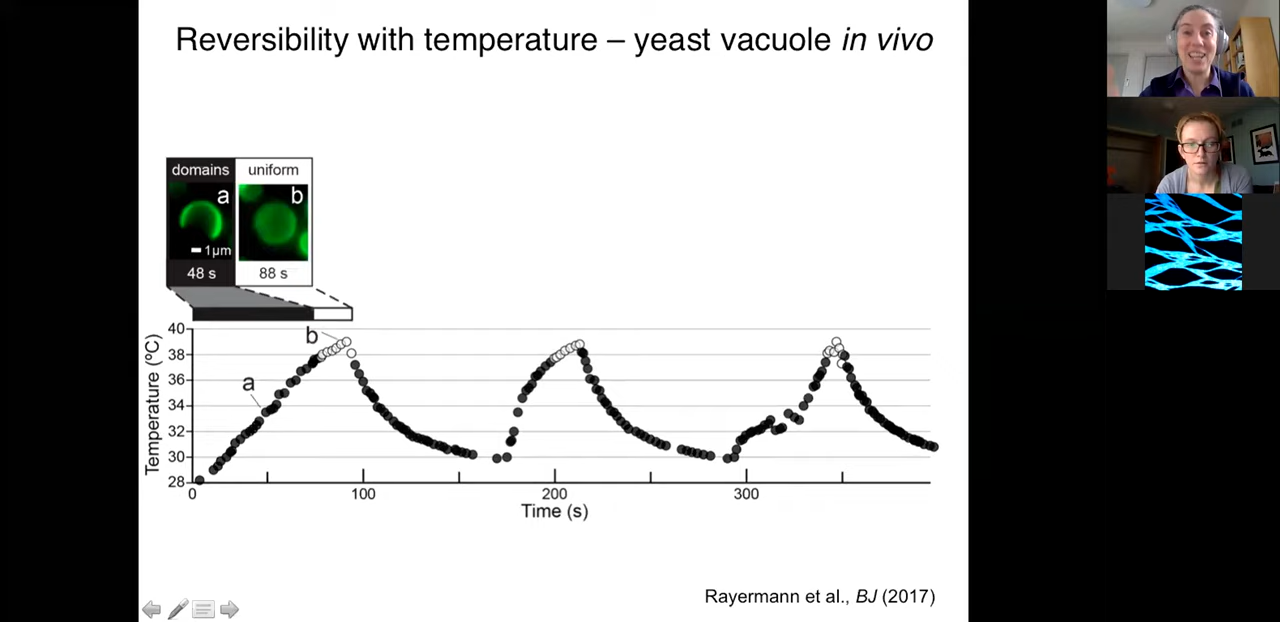 Reversibility with temperature – yeast vacuole in vivo
domains uniform
a b
1µm
48 s 88 s
b
a
Temperature (ºC)
40
38
36
34
32
30
28
0 100 200 300
Time (s)
Rayermann et al., BJ (2017)